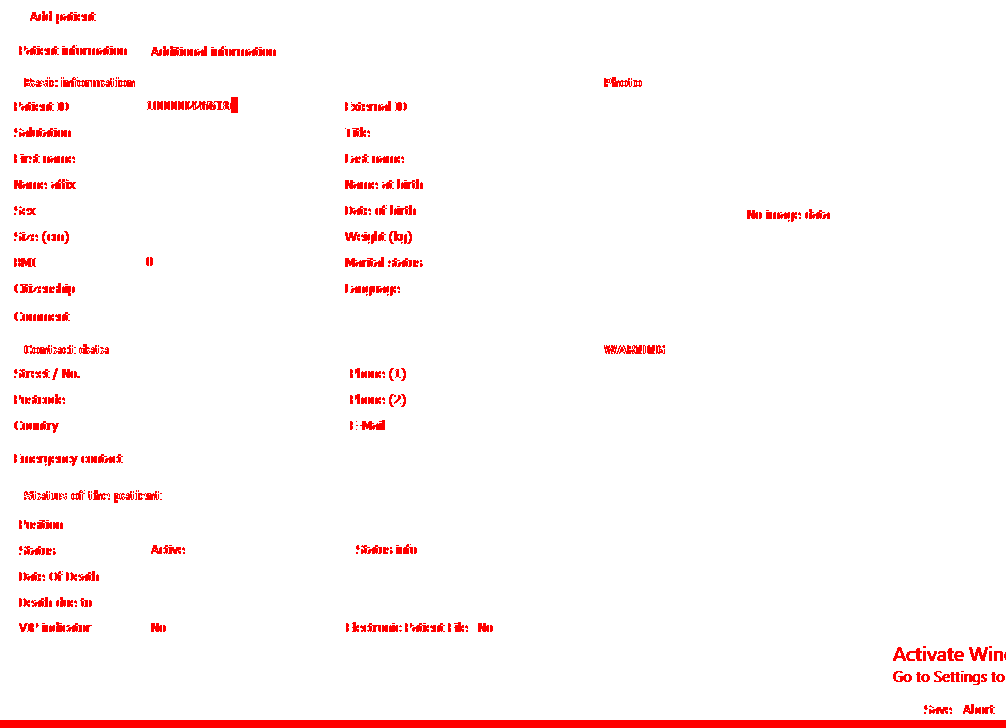 Add patient
Patient information Additional information
Basic information Photo
Patient ID External ID
Salutation Title
First name Last name
Name affix Name at birth
Sex Date of birth
No image data
Size (cm) Weight (kg)
BMI 0 Marital status
Citizenship Language
Comment
Contact data WARNING
Street / No. Phone (1)
Postcode Phone (2)
Country E-Mail
Emergency contact
Status of the patient
Position
Status Active Status info
Date Of Death
Death due to
VIP indicator No Electronic Patient File No
Activate Win
Go to Settings to
Save Abort